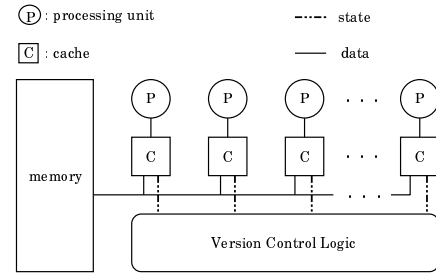 P : processing unit
state
C : cache
data
P P P . . . P
C C C . . . C
memory
. . .
Version Control Logic